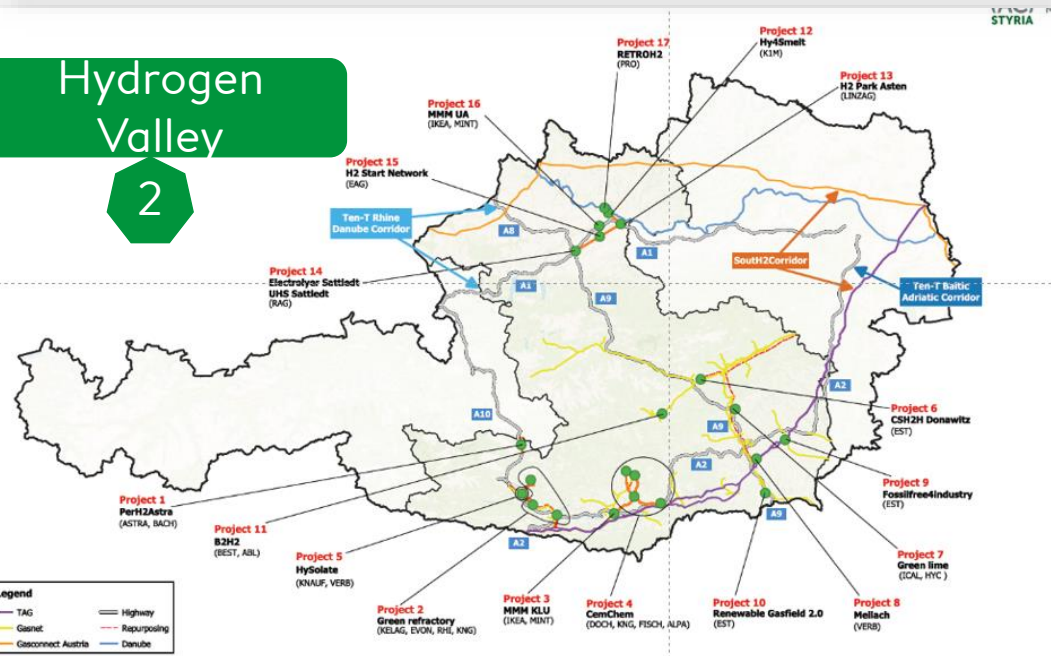 STYRIA
Hydrogen
Valley
2
Project 17
RETROH2
(PRO)
Project 12
Hy4Smelt
(K1M)
Project 13
H2 Park Asten
(LINZAG)
Project 16
MMM UA
(IKEA, MINT)
Project 15
H2 Start Network
(EAG)
Ten-T Rhine
Danube Corridor
A8
A1
SoutH2Corridor
Project 14
Electrolyer Sattledt
UHS Sattledt
(RAG)
A1
A9
Ten-T Baltic
Adriatic Corridor
A2
A10
A9
Project 6
CSH2H Donawitz
(EST)
A2
Project 9
Fossilfree4industry
(EST)
Project 1
PerH2Astra
(ASTRA, BACH)
Project 11
B2H2
(BEST, ABL)
A9
A2
Project 5
HySolate
(KNAUF, VERB)
Project 7
Green lime
(ICAL, HYC )
Project 2
Green refractory
(KELAG, EVON, RHI, KNG)
Project 3
MMM KLU
(IKEA, MINT)
Project 4
CemChem
(DOCH, KNG, FISCH, ALPA)
Project 10
Renewable Gasfield 2.0
(EST)
Project 8
Mellach
(VERB)
Legend
TAG
Highway
Gasnet
Repurposing
Gasconnect Austria
Danube